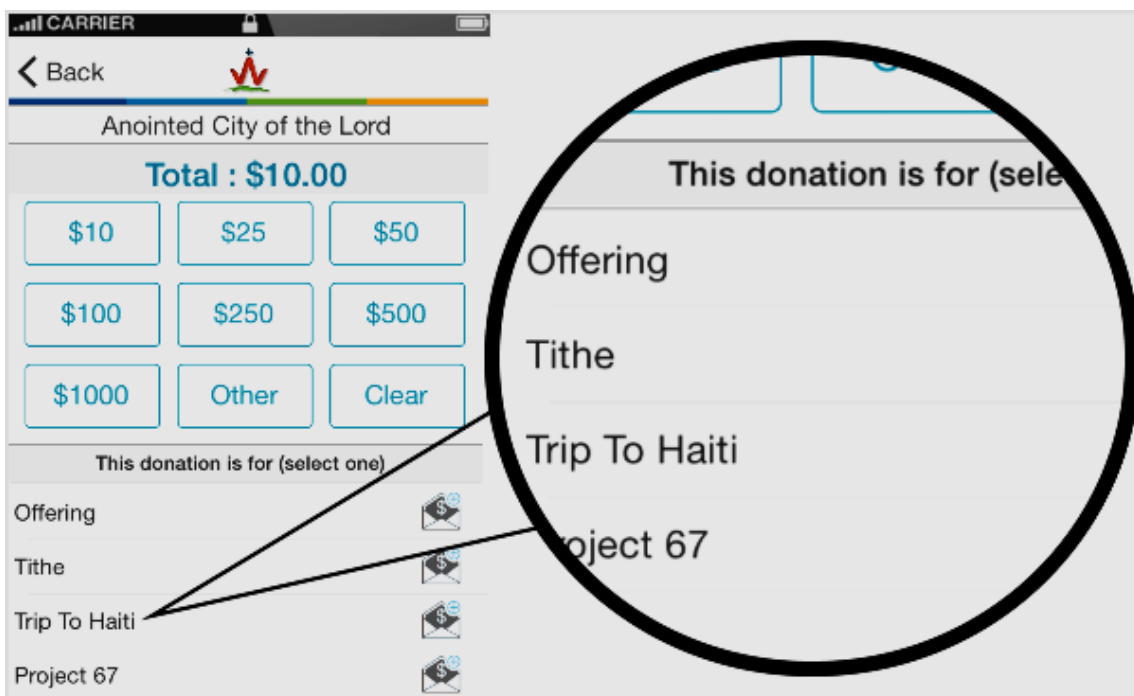 CARRIER
Back
Anointed City of the Lord
Total : $10.00
$10 $25 $50
$100 $250 $500
$1000 Other Clear
This donation is for (select one)
Offering
Tithe
Trip To Haiti
Project 67
This donation is for (sele
Offering
Tithe
Trip To Haiti
oject 67